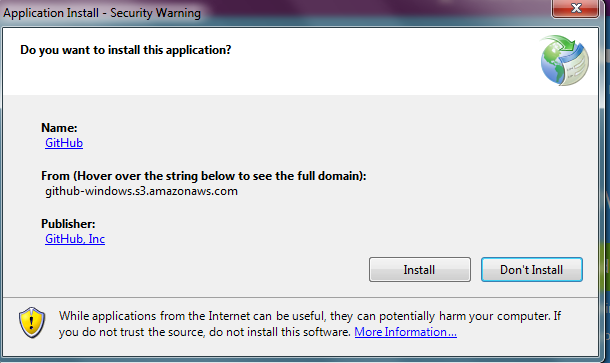 Application Install - Security Warning
Do you want to install this application?
Name:
GitHub
From (Hover over the string below to see the full domain):
github-windows.s3.amazonaws.com
Publisher:
GitHub, Inc
Install
Don't Install
While applications from the Internet can be useful, they can potentially harm your computer. If
you do not trust the source, do not install this software. More Information...